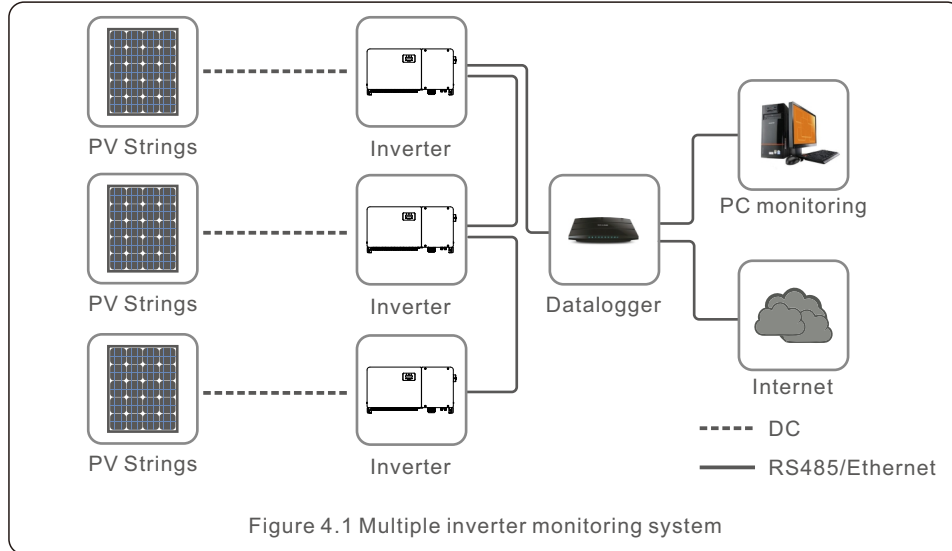 PV Strings
Inverter
PV Strings
Inverter
PV Strings
Inverter
Datalogger
PC monitoring
Internet
DC
RS485/Ethernet
Figure 4.1 Multiple inverter monitoring system